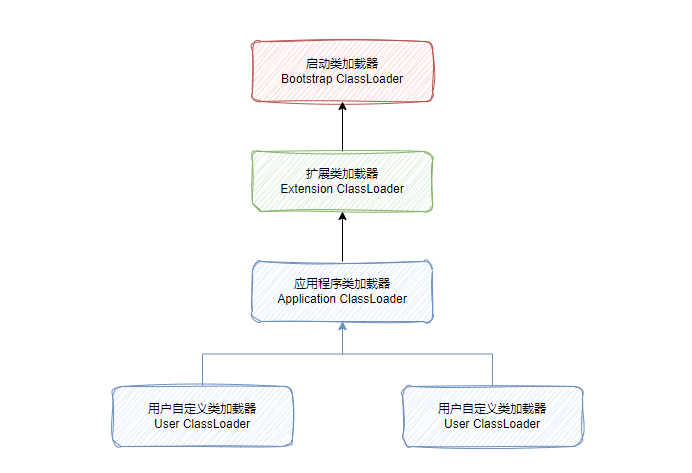 启动类加载器
Bootstrap ClassLoader
扩展类加载器
Extension ClassLoader
应用程序类加载器
Application ClassLoader
用户自定义类加载器
User ClassLoader
用户自定义类加载器
User ClassLoader